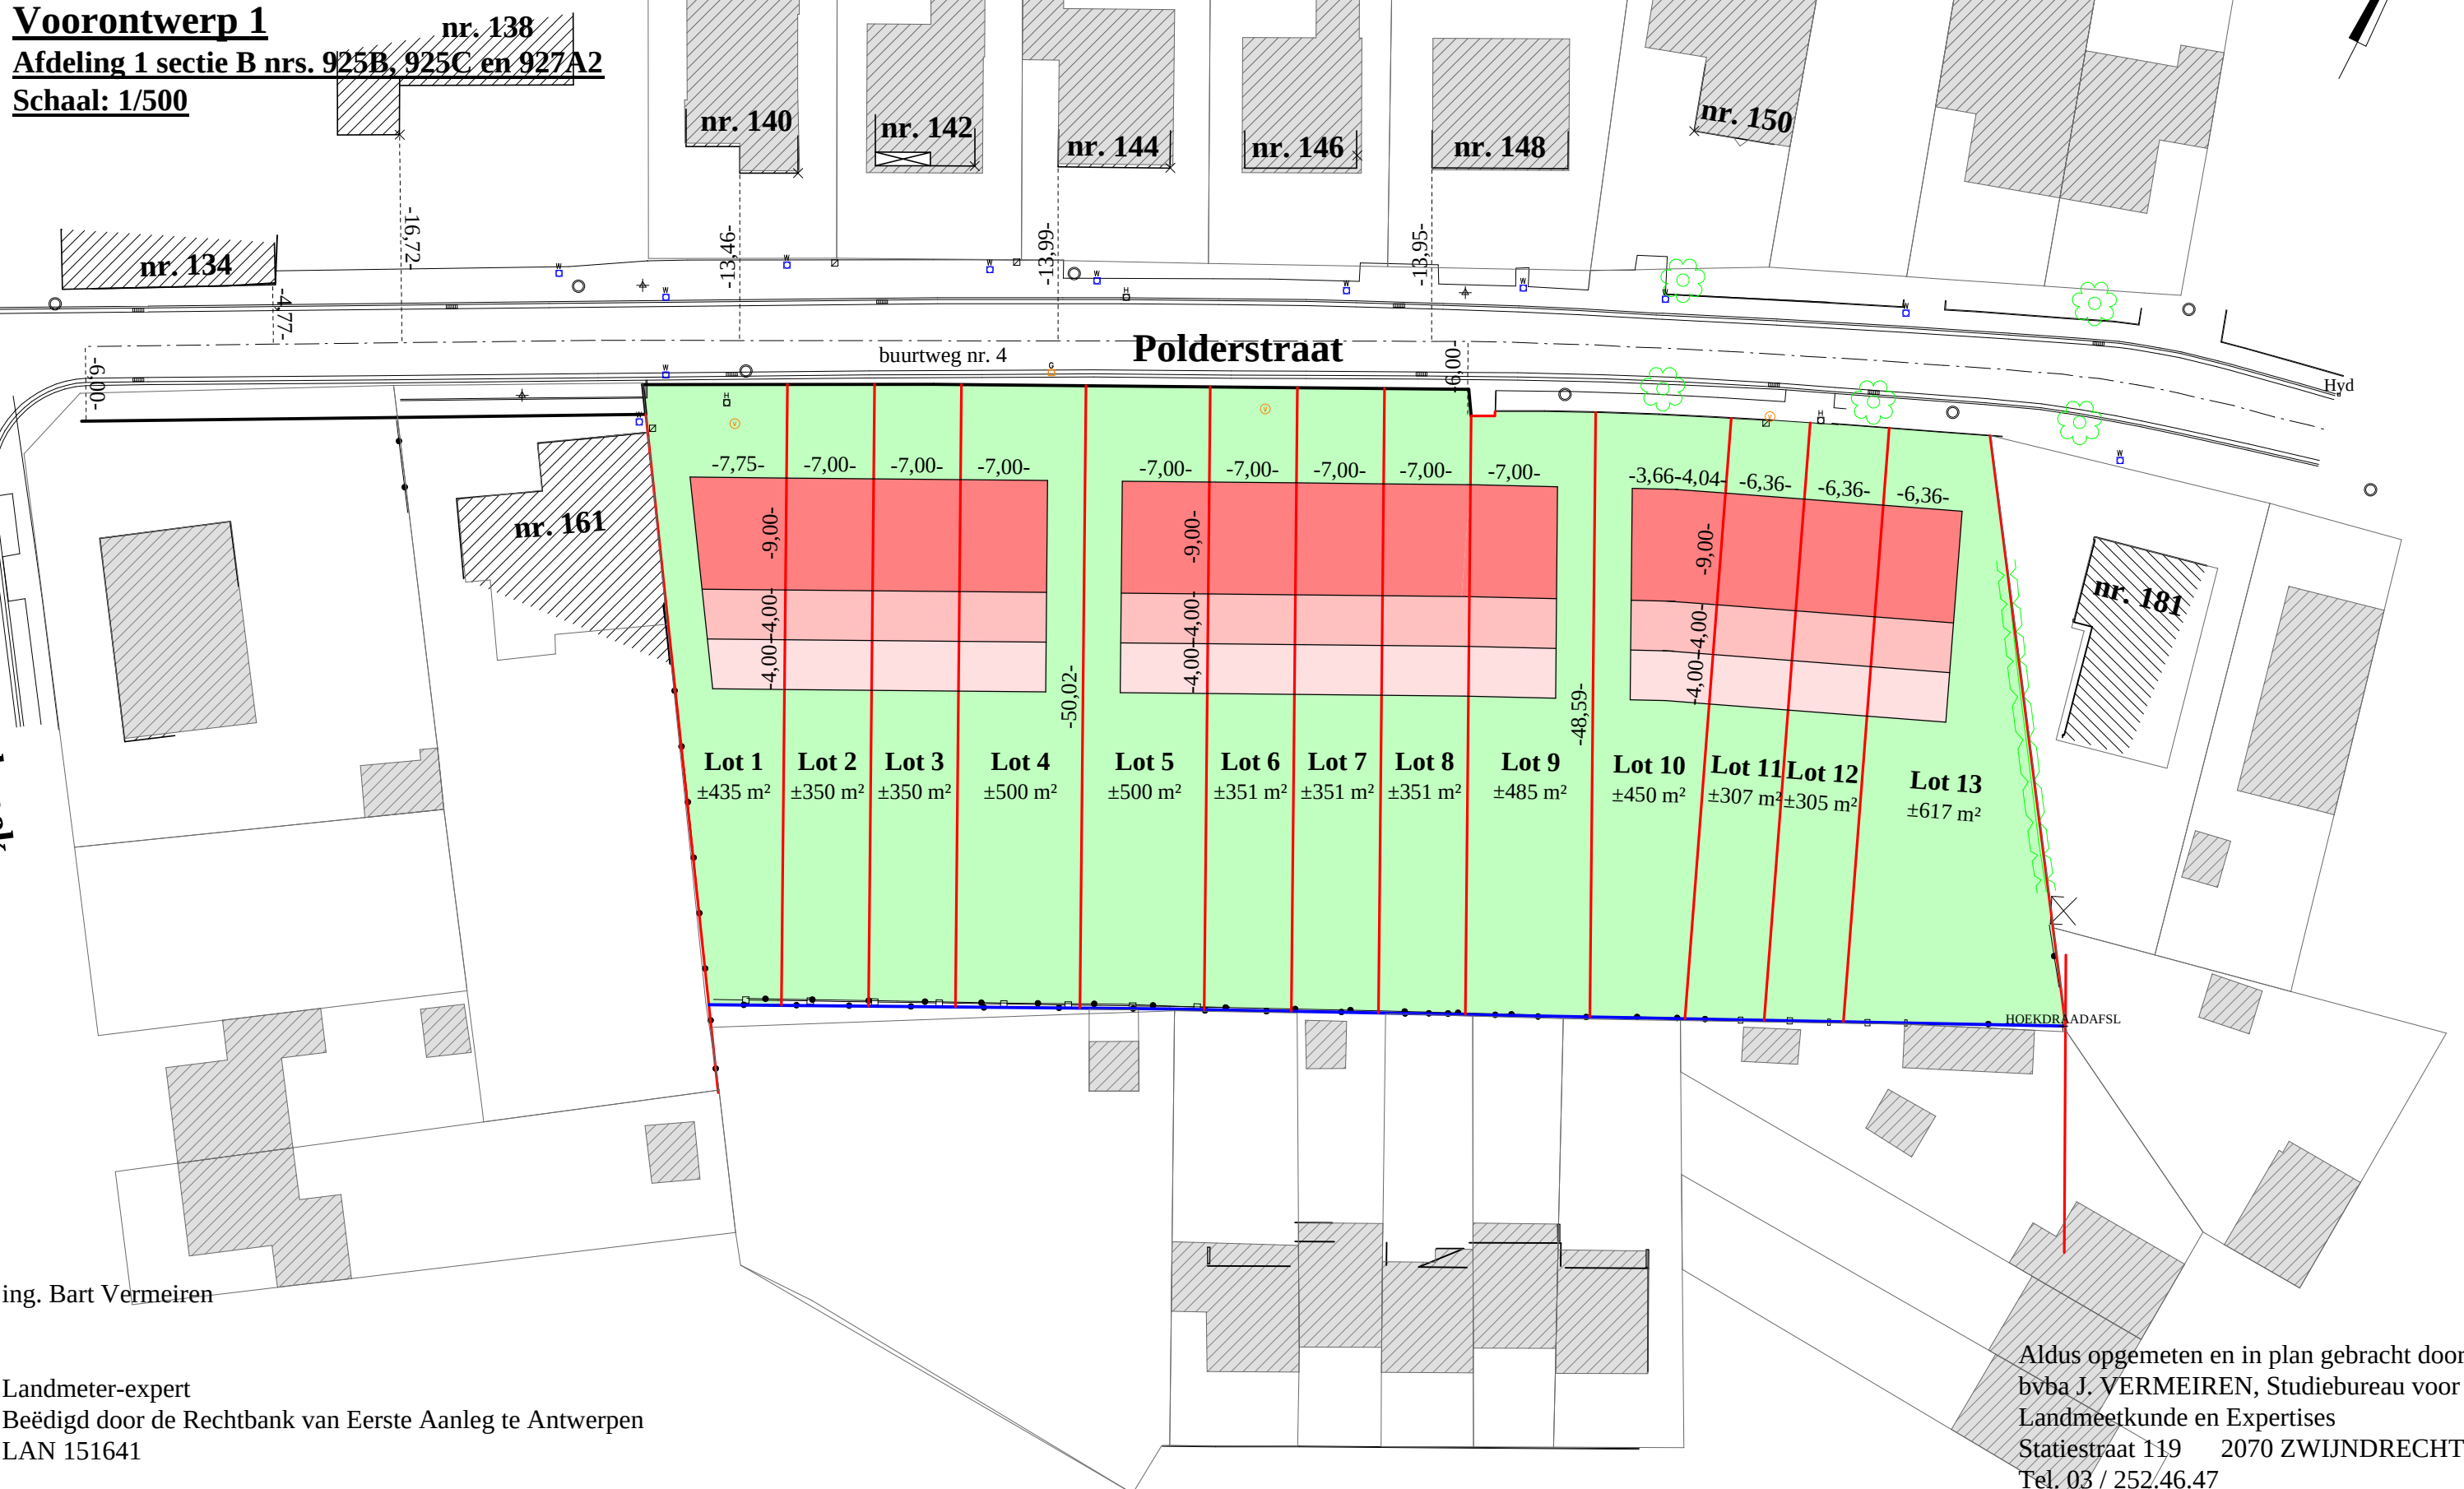 Voorontwerp 1
Afdeling 1 sectie B nrs. 925B, 925C en 927A2
Schaal: 1/500
nr. 138
nr. 140
nr. 142
nr. 144
nr. 146
nr. 148
nr. 150
nr. 134
-16,72-
-13,46-
-13,99-
-13,95-
-4,77-
-6,00-
buurtweg nr. 4
Polderstraat
-6,00-
Hyd
nr. 161
nr. 181
-7,75-
-7,00-
-7,00-
-7,00-
-7,00-
-7,00-
-7,00-
-7,00-
-7,00-
-3,66-4,04-
-6,36-
-6,36-
-6,36-
-9,00-
-4,00-4,00-
-9,00-
-4,00-4,00-
-9,00-
-4,00-4,00-
-50,02-
-48,59-
Lot 1
±435 m²
Lot 2
±350 m²
Lot 3
±350 m²
Lot 4
±500 m²
Lot 5
±500 m²
Lot 6
±351 m²
Lot 7
±351 m²
Lot 8
±351 m²
Lot 9
±485 m²
Lot 10
±450 m²
Lot 11
±307 m²
Lot 12
±305 m²
Lot 13
±617 m²
HOEKDRAADAFSL
ing. Bart Vermeiren
Landmeter-expert
Beëdigd door de Rechtbank van Eerste Aanleg te Antwerpen
LAN 151641
Aldus opgemeten en in plan gebracht door
bvba J. VERMEIREN, Studiebureau voor
Landmeetkunde en Expertises
Statiestraat 119 2070 ZWIJNDRECHT
Tel. 03 / 252.46.47